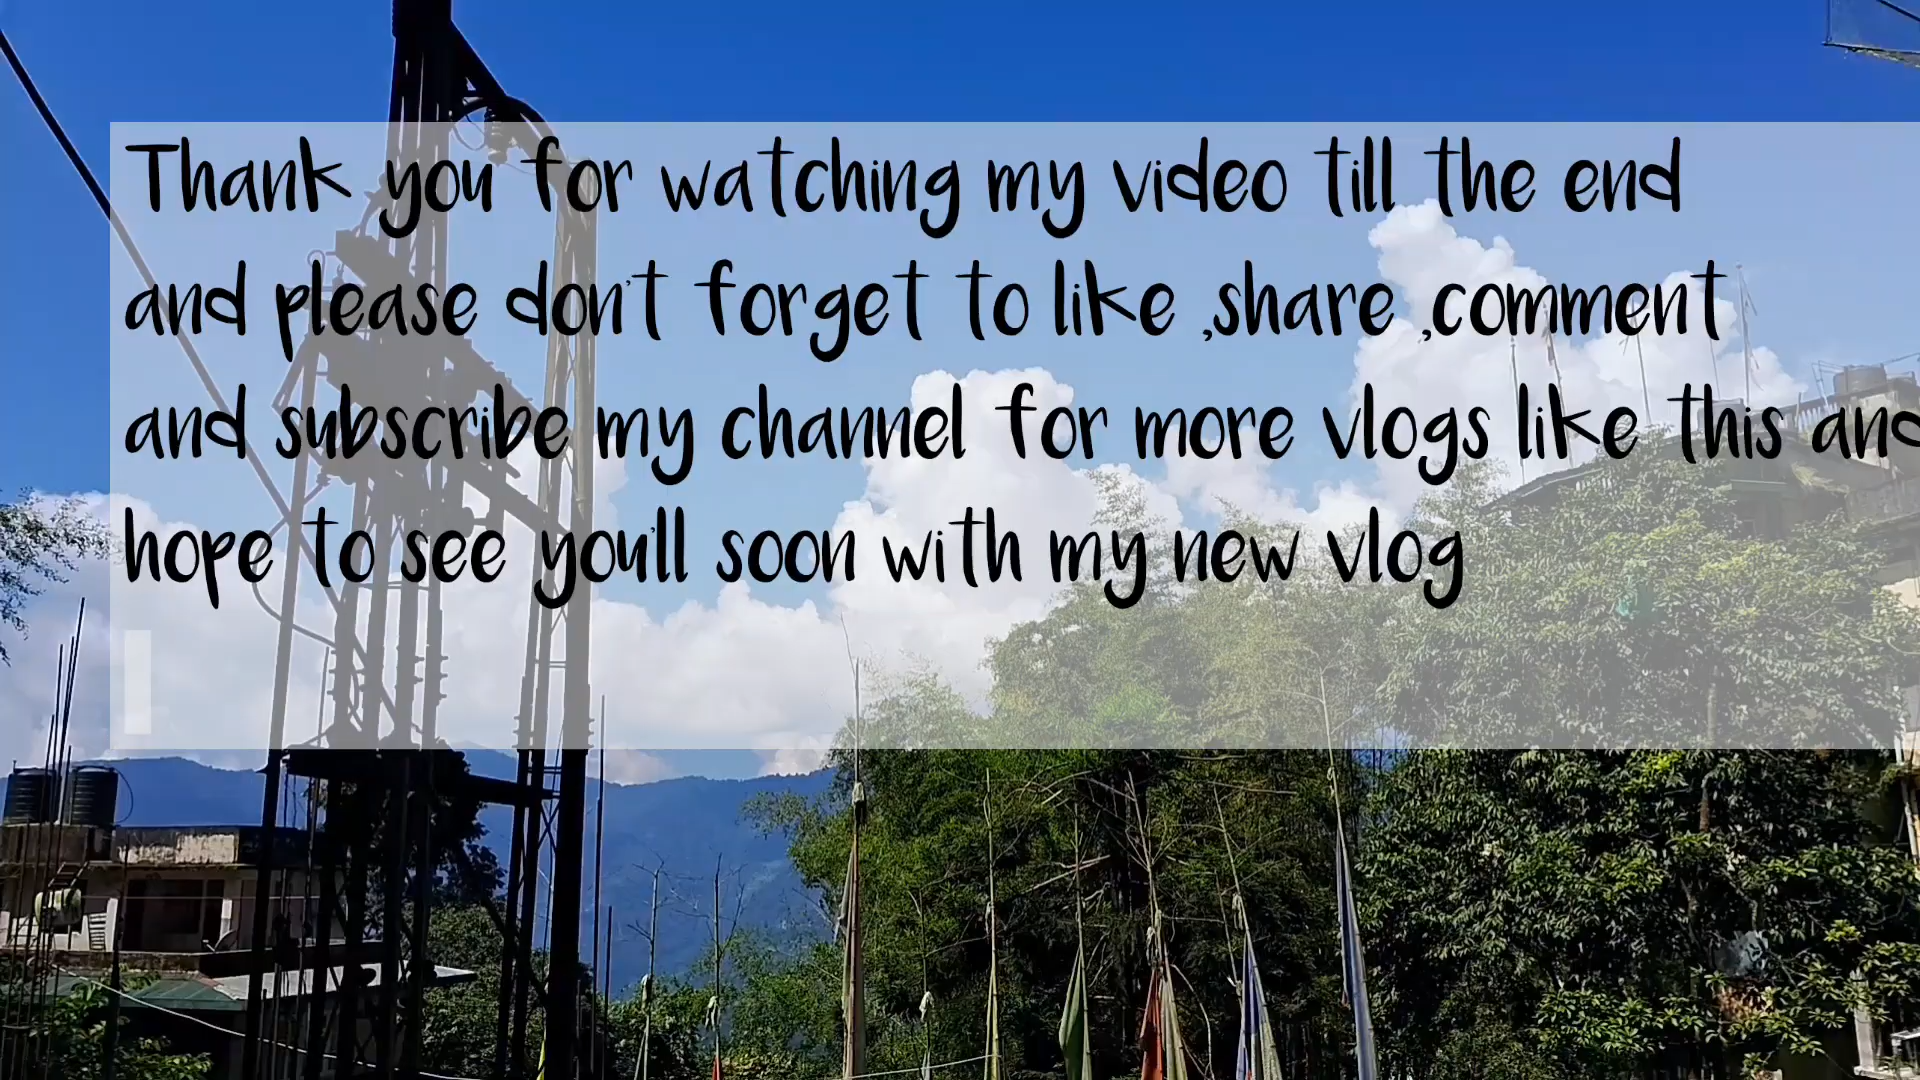 Thank you for watching my video till the end
and please don't forget to like ,share ,comment
and subscribe my channel for more vlogs like this and
hope to see you'll soon with my new vlog